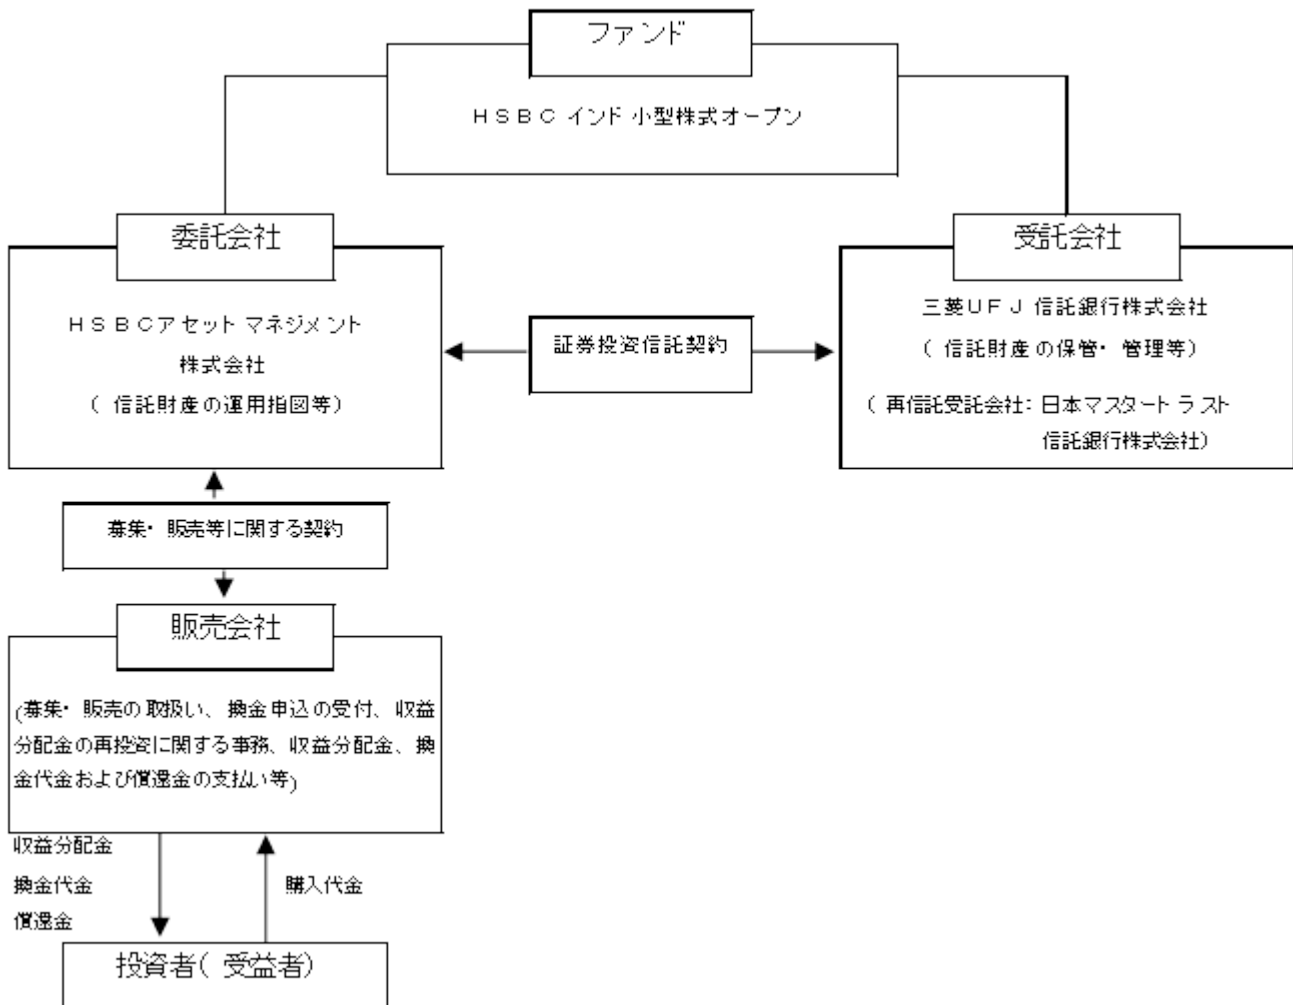 ファンド
ＨＳＢＣ インド小型株式オープン
委託会社
ＨＳＢＣアセットマネジメント
株式会社
（信託財産の運用指図等）
証券投資信託契約
受託会社
三菱ＵＦＪ信託銀行株式会社
（信託財産の保管・管理等）
（再信託受託会社：日本マスタートラスト
信託銀行株式会社）
募集・販売等に関する契約
販売会社
(募集・販売の取扱い、換金申込の受付、収益
分配金の再投資に関する事務、収益分配金、換
金代金および償還金の支払い等)
収益分配金
換金代金
償還金
購入代金
投資者（受益者）